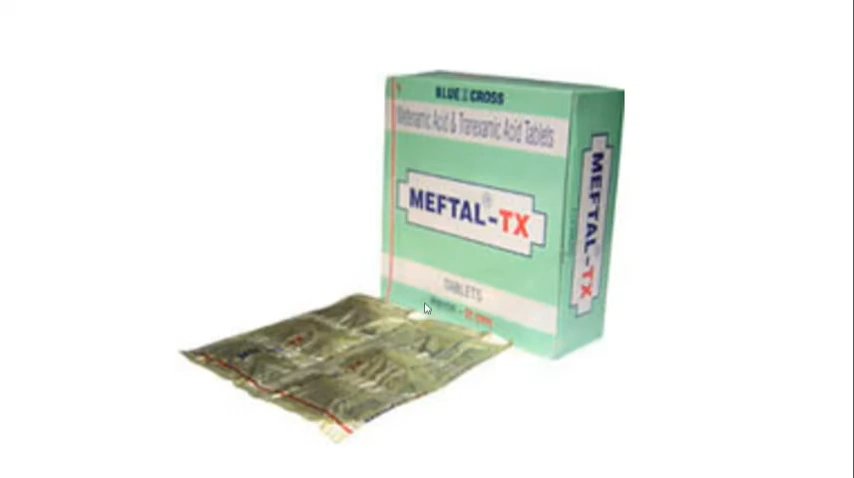 BLUE CROSS
Mefenamic Acid & Tranexamic Acid Tablets
MEFTAL®-TX
TABLETS
MEFTAL-TX